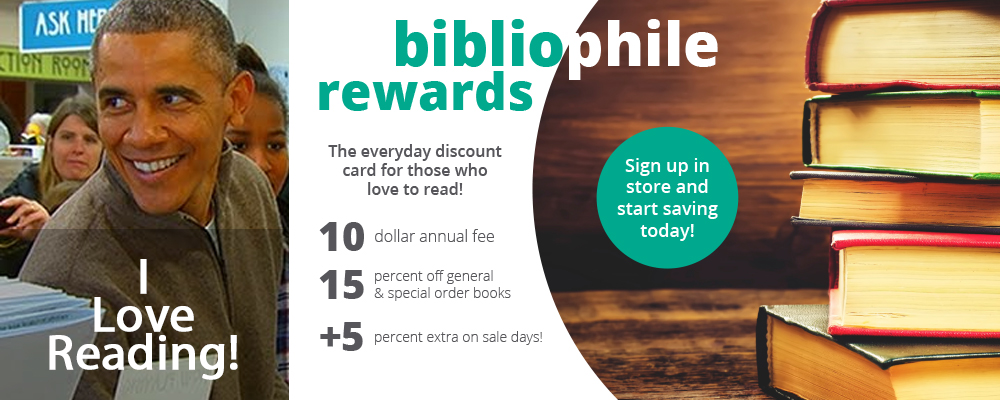 ASK HER
CTION ROOM
I
Love
Reading!
bibliophile
rewards
The everyday discount
card for those who
love to read!
10 dollar annual fee
15 percent off general
& special order books
+5 percent extra on sale days!
Sign up in
store and
start saving
today!